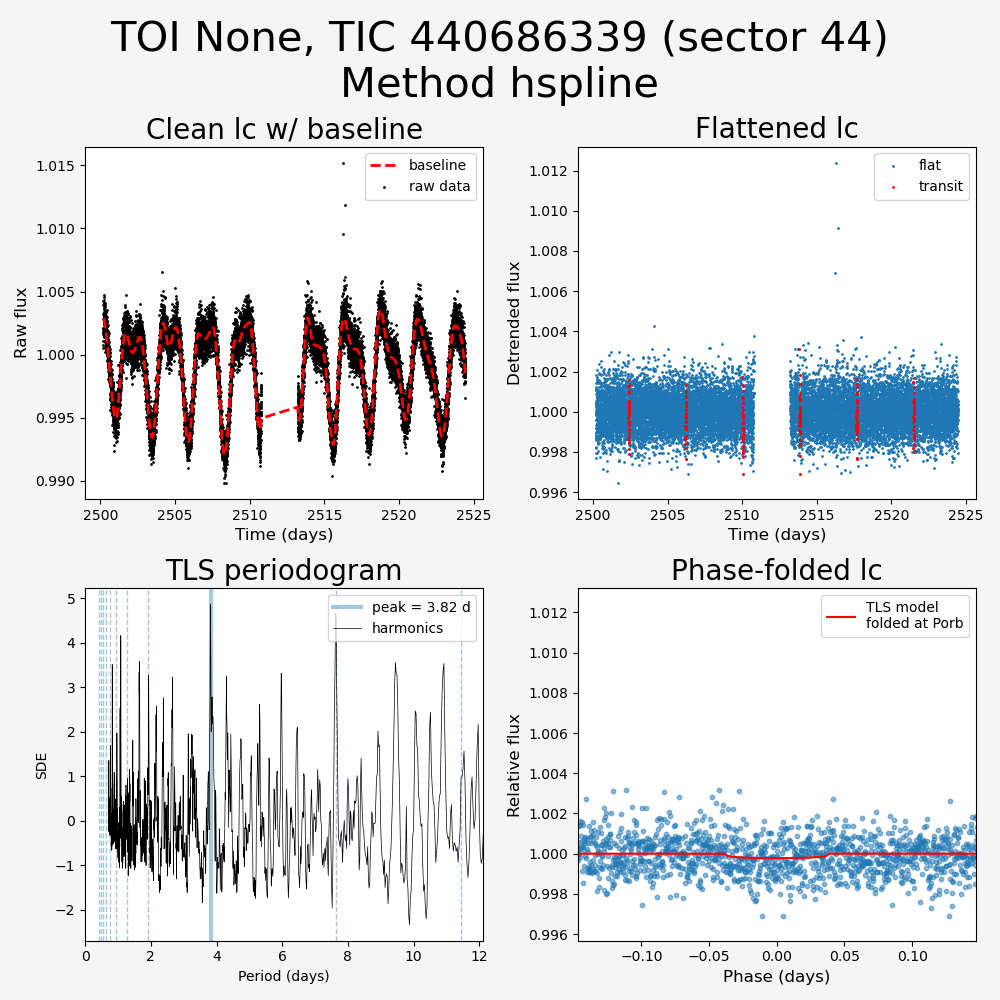 TOI None, TIC 440686339 (sector 44)
Method hspline
Clean lc w/ baseline
Raw flux
1.015
1.010
1.005
1.000
0.995
0.990
baseline
raw data
2500
2505
2510
2515
2520
2525
Time (days)
Flattened lc
Detrended flux
1.012
1.010
1.008
1.006
1.004
1.002
1.000
0.998
0.996
flat
transit
2500
2505
2510
2515
2520
2525
Time (days)
TLS periodogram
SDE
5
4
3
2
1
0
−1
−2
peak = 3.82 d
harmonics
0
2
4
6
8
10
12
Period (days)
Phase-folded lc
Relative flux
1.012
1.010
1.008
1.006
1.004
1.002
1.000
0.998
0.996
TLS model
folded at Porb
−0.10
−0.05
0.00
0.05
0.10
Phase (days)